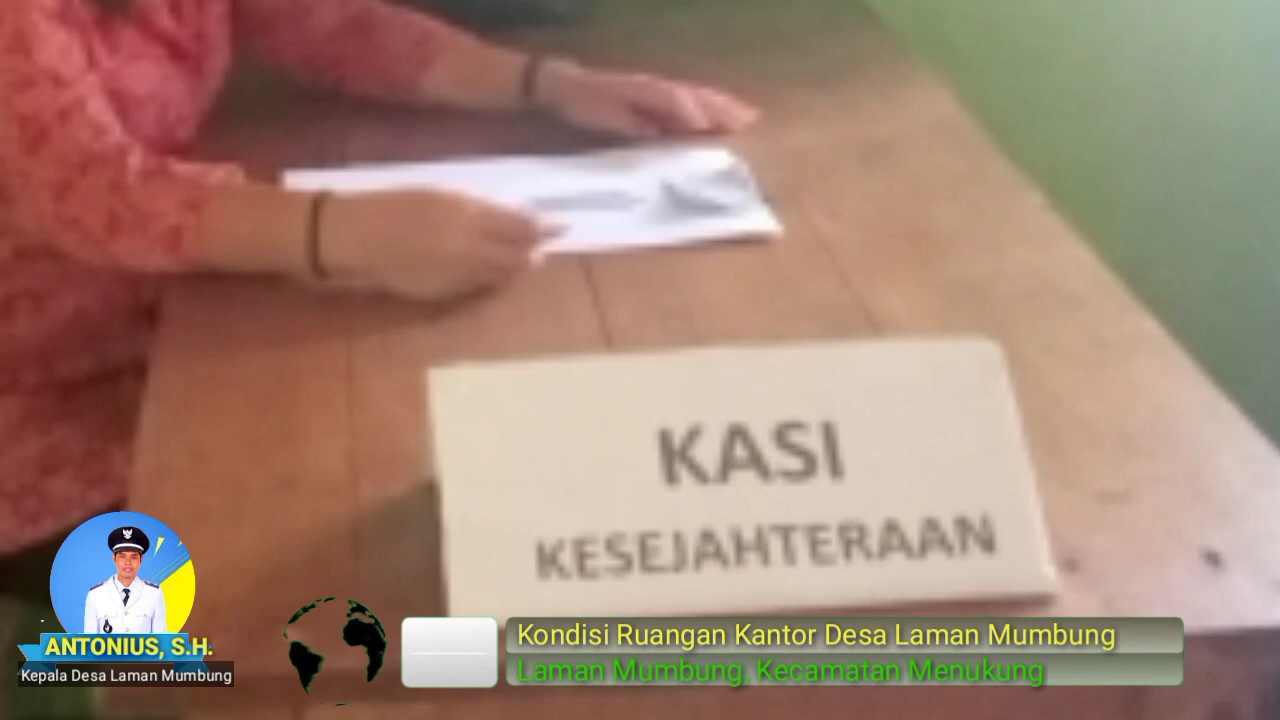 KASI
KESEJAHTERAAN
ANTONIUS, S.H.
Kepala Desa Laman Mumbung
Kondisi Ruangan Kantor Desa Laman Mumbung
Laman Mumbung, Kecamatan Menukung